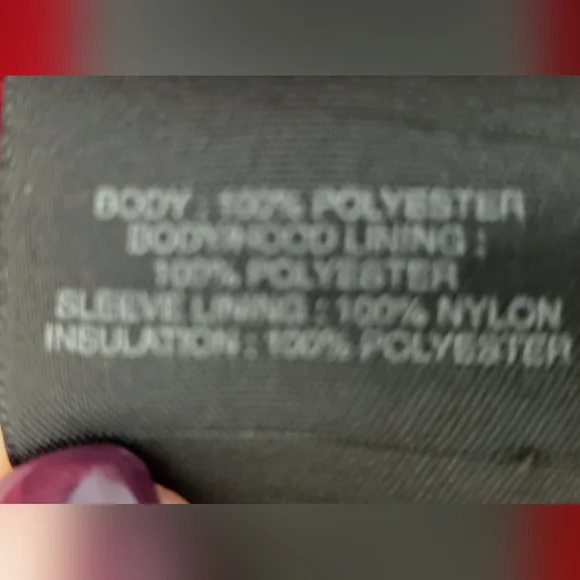 BODY : 100% POLYESTER
BODY/HOOD LINING :
100% POLYESTER
SLEEVE LINING : 100% NYLON
INSULATION : 100% POLYESTER